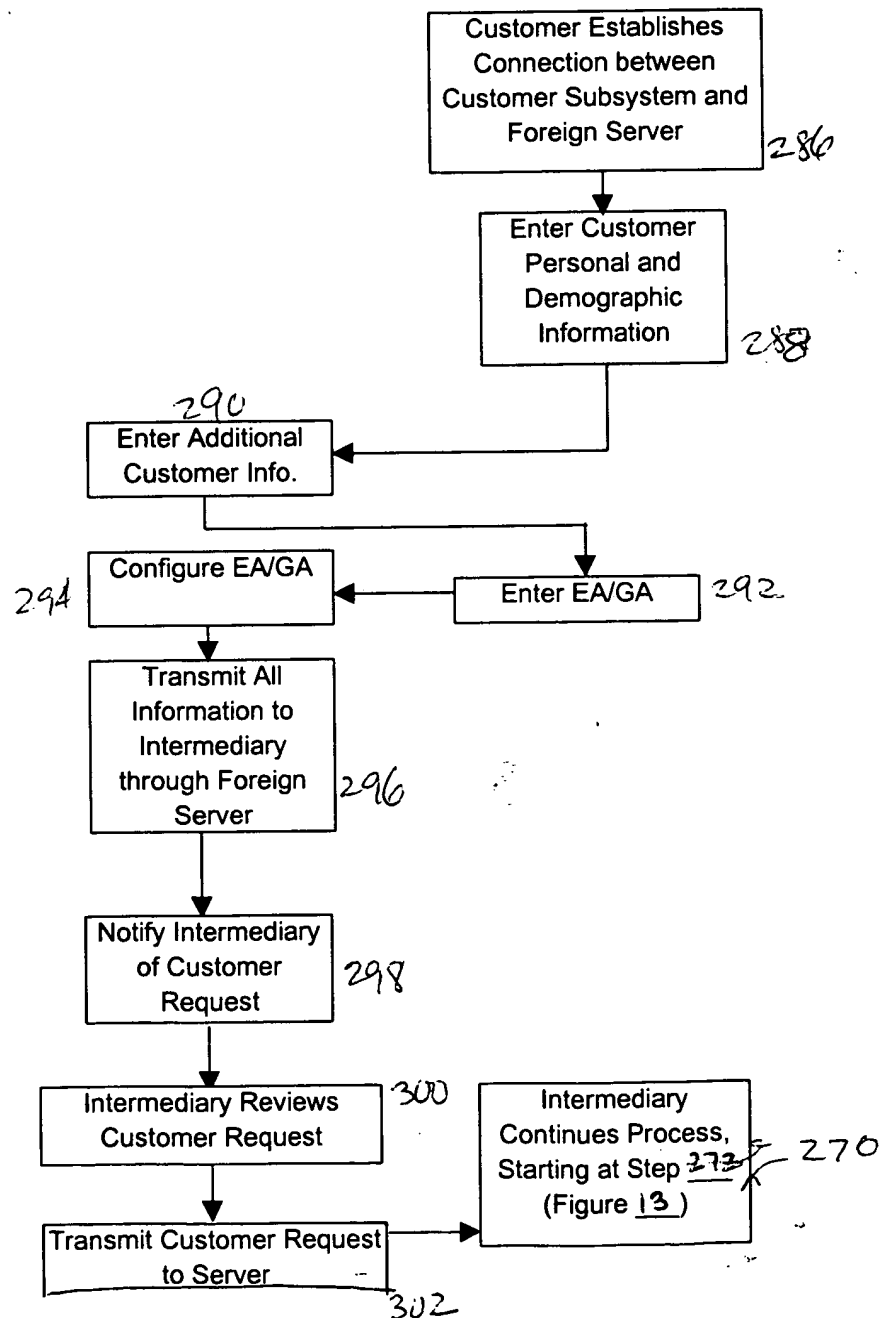 Customer Establishes
Connection between
Customer Subsystem and
Foreign Server
286
Enter Customer
Personal and
Demographic
Information
288
290
Enter Additional
Customer Info.
Configure EA/GA
294
Enter EA/GA
292
Transmit All
Information to
Intermediary
through Foreign
Server
296
Notify Intermediary
of Customer
Request
298
Intermediary Reviews
Customer Request
300
Intermediary
Continues Process,
Starting at Step
270
(Figure 13)
Transmit Customer Request
to Server
302